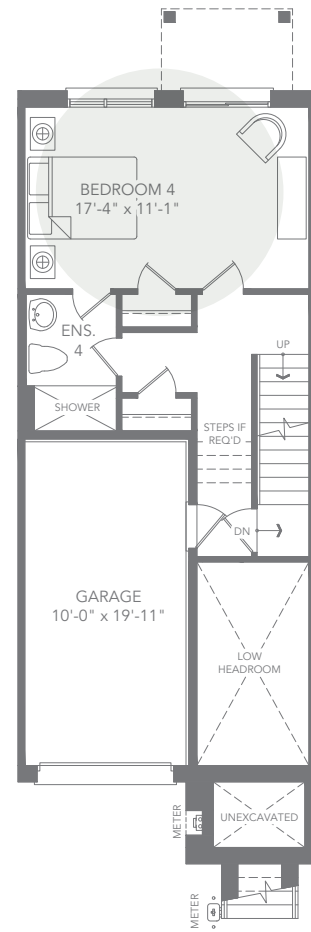 BEDROOM 4
17'-4" x 11'-1"
ENS.
4
UP
SHOWER
STEPS IF
REQ'D
DN
GARAGE
10'-0" x 19'-11"
LOW
HEADROOM
METER
UNEXCAVATED
METER